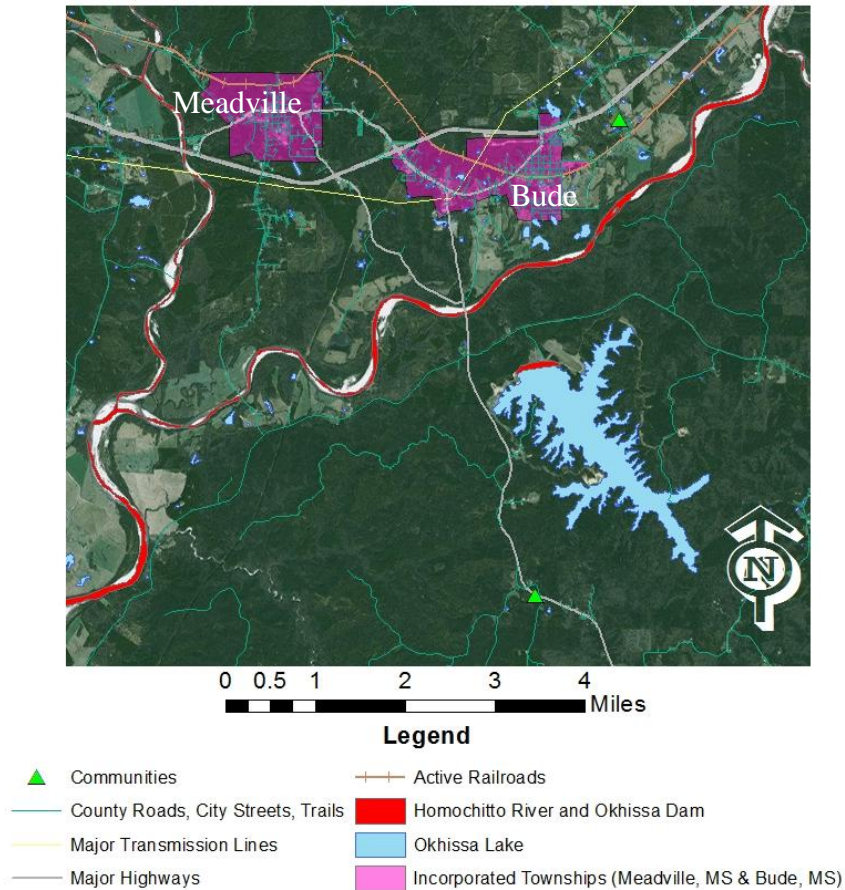 Meadville
Bude
N
0 0.5 1 2 3 4
Miles
Legend
Communities
Active Railroads
County Roads, City Streets, Trails
Homochitto River and Okhissa Dam
Major Transmission Lines
Okhissa Lake
Major Highways
Incorporated Townships (Meadville, MS & Bude, MS)